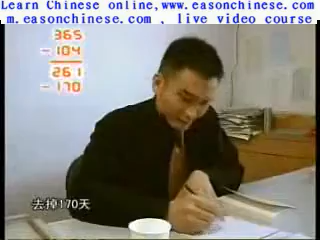 Learn Chinese online,www.easonchinese.com
m.easonchinese.com , live video course
365
- 104
261
- 170
去掉170天